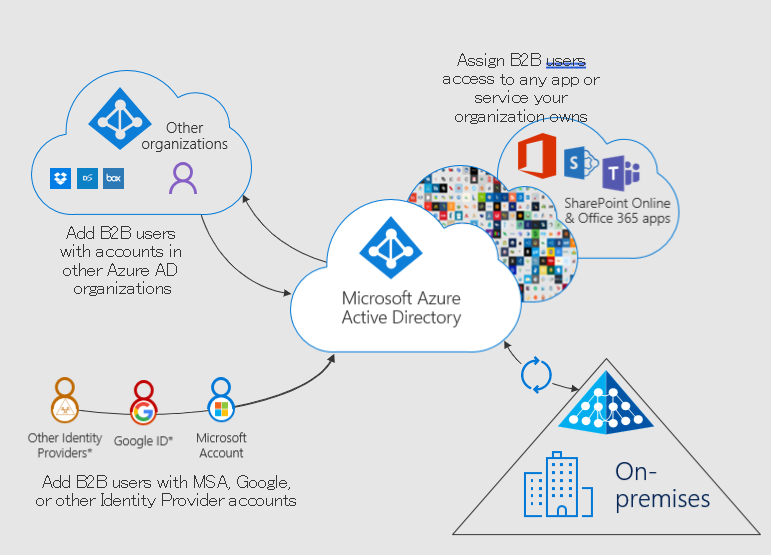 Assign B2B users
access to any app or
service your
organization owns
Other
organizations
box
SharePoint Online
& Office 365 apps
Add B2B users
with accounts in
other Azure AD
organizations
Microsoft Azure
Active Directory
Other Identity
Providers*
Google ID*
Microsoft
Account
Add B2B users with MSA, Google,
or other Identity Provider accounts
On-
premises